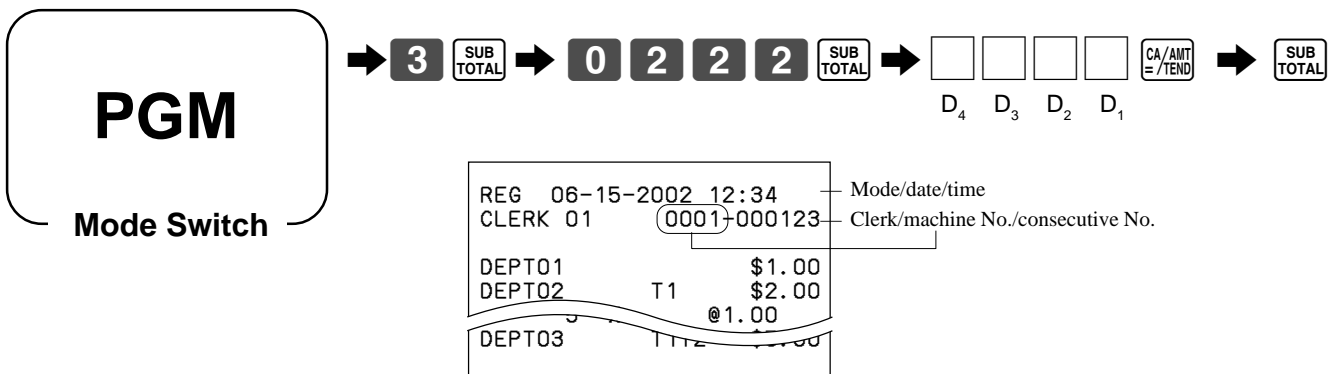 PGM
Mode Switch
3 SUB TOTAL 0 2 2 2 SUB TOTAL CA/AMT = /TEND SUB TOTAL
D4 D3 D2 D1
REG 06-15-2002 12:34 Mode/date/time
CLERK 01 0001-000123 Clerk/machine No./consecutive No.
DEPT01 $1.00
DEPT02 T1 $2.00
@1.00
DEPT03